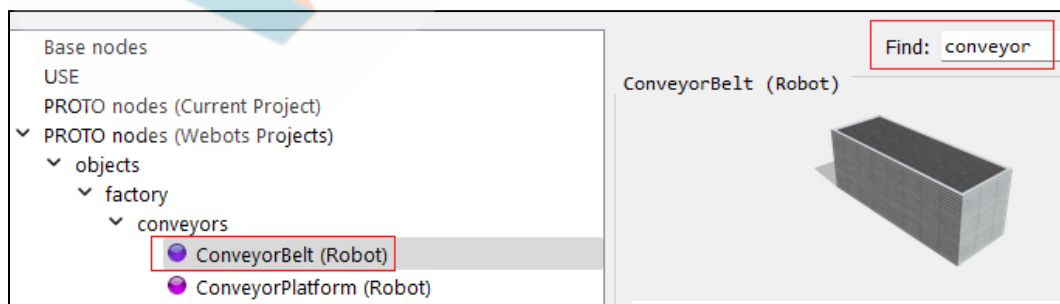 Base nodes
USE
PROTO nodes (Current Project)
PROTO nodes (Webots Projects)
objects
factory
conveyors
ConveyorBelt (Robot)
ConveyorPlatform (Robot)
Find: conveyor
ConveyorBelt (Robot)